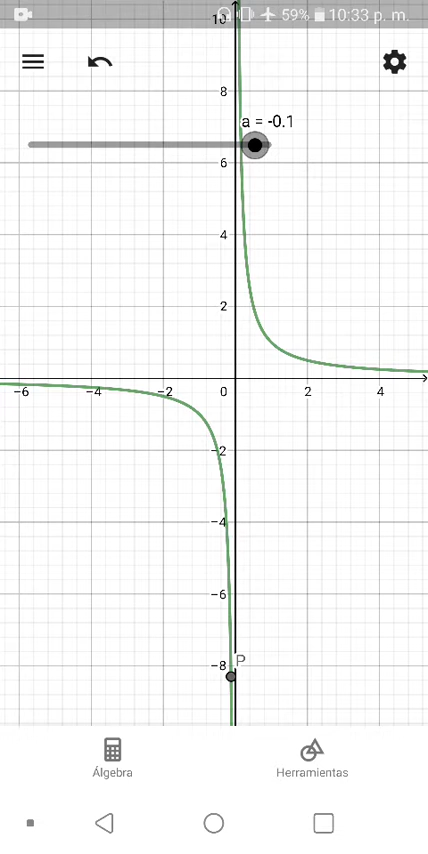 59% 10:33 p. m.
10
8
a = -0.1
6
4
2
-6 -4 -2 0 2 4
-2
-4
-6
-8 P
Álgebra Herramientas